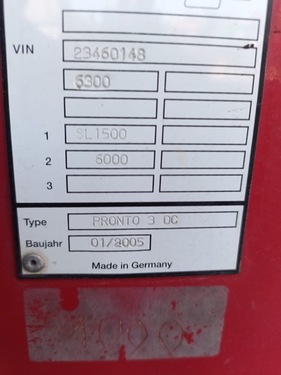 VIN 23460148
6300
1 SL1500
2 6000
3
Type PRONTO 3 DC
Baujahr 01/2005
Made in Germany